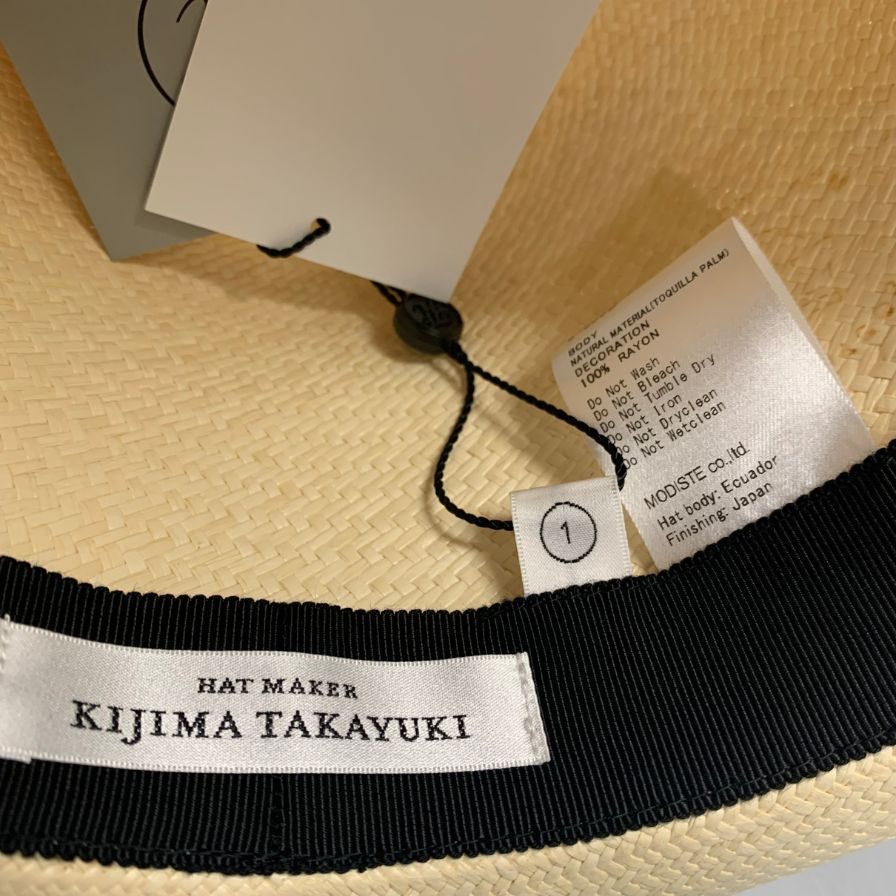 BODY
NATURAL MATERIAL(TOQUILLA PALM)
DECORATION
100% RAYON
Do Not Wash
Do Not Bleach
Do Not Tumble Dry
Do Not Iron
Do Not Dryclean
Do Not Wetclean
MODISTE co.,ltd.
Hat body: Ecuador
Finishing: Japan
1
HAT MAKER
KIJIMA TAKAYUKI